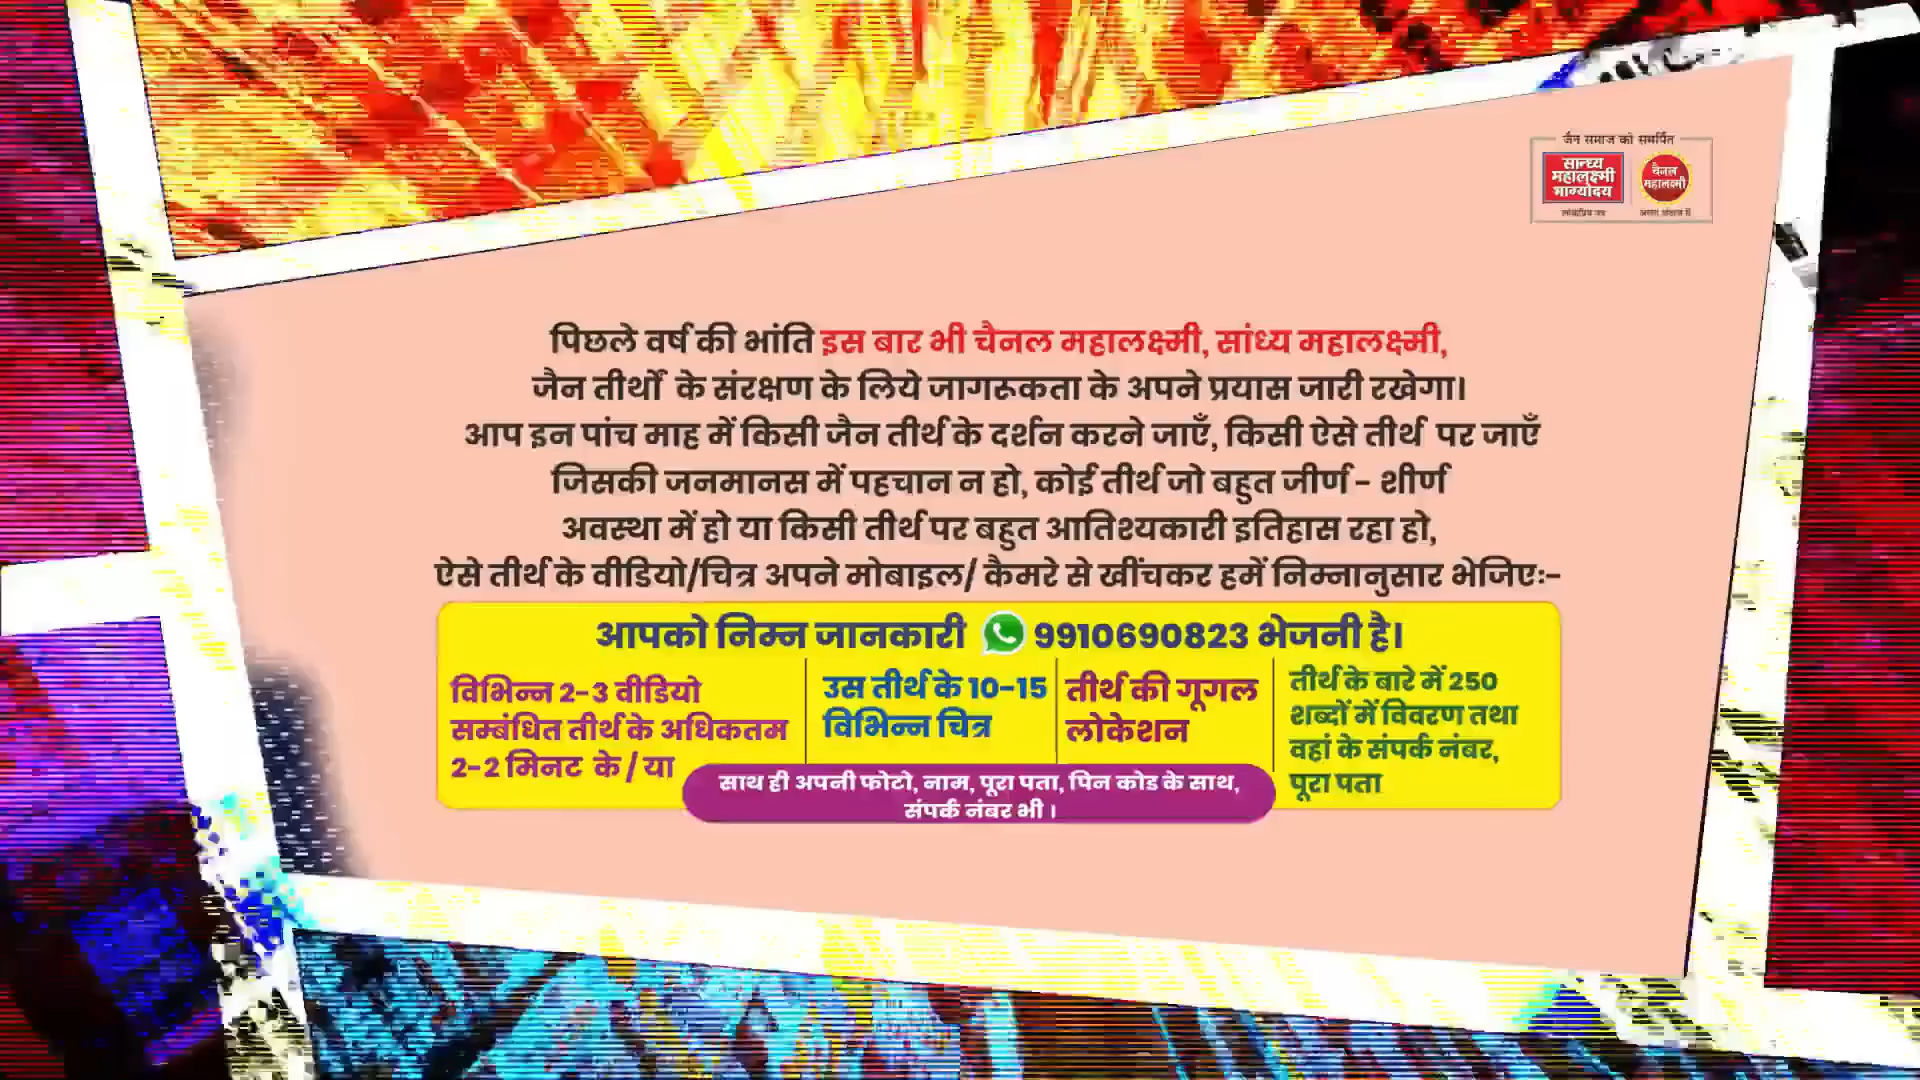 जैन समाज को समर्पित
सान्ध्य
महालक्ष्मी
भाग्योदय
चैनल
महालक्ष्मी
पिछले वर्ष की भांति इस बार भी चैनल महालक्ष्मी, सांध्य महालक्ष्मी,
जैन तीर्थों के संरक्षण के लिये जागरूकता के अपने प्रयास जारी रखेगा।
आप इन पांच माह में किसी जैन तीर्थ के दर्शन करने जाएँ, किसी ऐसे तीर्थ पर जाएँ
जिसकी जनमानस में पहचान न हो, कोई तीर्थ जो बहुत जीर्ण - शीर्ण
अवस्था में हो या किसी तीर्थ पर बहुत आतिश्यकारी इतिहास रहा हो,
ऐसे तीर्थ के वीडियो/चित्र अपने मोबाइल/ कैमरे से खींचकर हमें निम्नानुसार भेजिएः-
आपको निम्न जानकारी 9910690823 भेजनी है।
विभिन्न 2-3 वीडियो
सम्बंधित तीर्थ के अधिकतम
2-2 मिनट के / या
उस तीर्थ के 10-15
विभिन्न चित्र
तीर्थ की गूगल
लोकेशन
तीर्थ के बारे में 250
शब्दों में विवरण तथा
वहां के संपर्क नंबर,
पूरा पता
साथ ही अपनी फोटो, नाम, पूरा पता, पिन कोड के साथ,
संपर्क नंबर भी ।